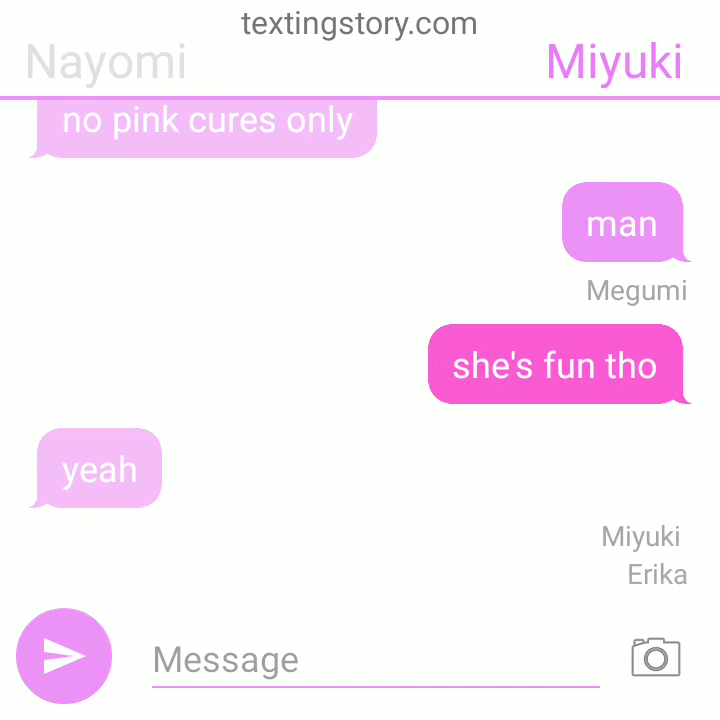 textingstory.com
Nayomi
Miyuki
no pink cures only
man
Megumi
she's fun tho
yeah
Miyuki
Erika
Message